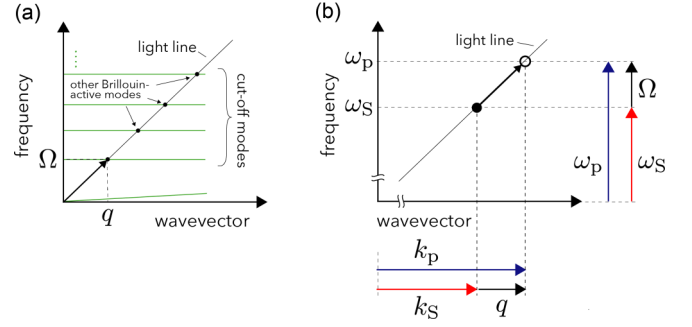 (a)
light line
other Brillouin-
active modes
cut-off modes
frequency
Ω
q
wavevector
(b)
light line
ω_p
ω_S
frequency
Ω
ω_p
ω_S
wavevector
k_p
k_S
q